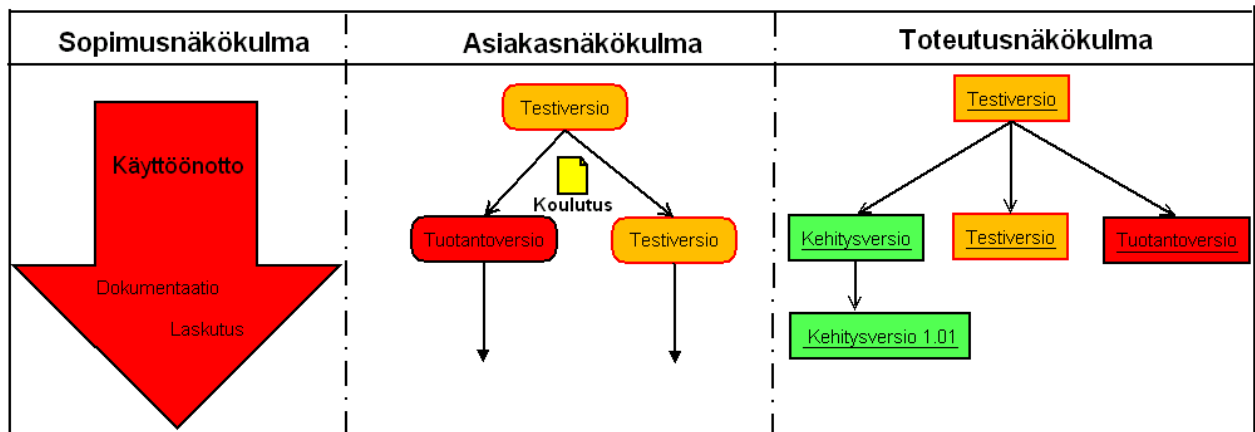 Sopimusnäkökulma
Asiakasnäkökulma
Toteutusnäkökulma
Käyttöönotto
Dokumentaatio
Laskutus
Testiversio
Koulutus
Tuotantoversio
Testiversio
Testiversio
Kehitysversio
Testiversio
Tuotantoversio
Kehitysversio 1.01